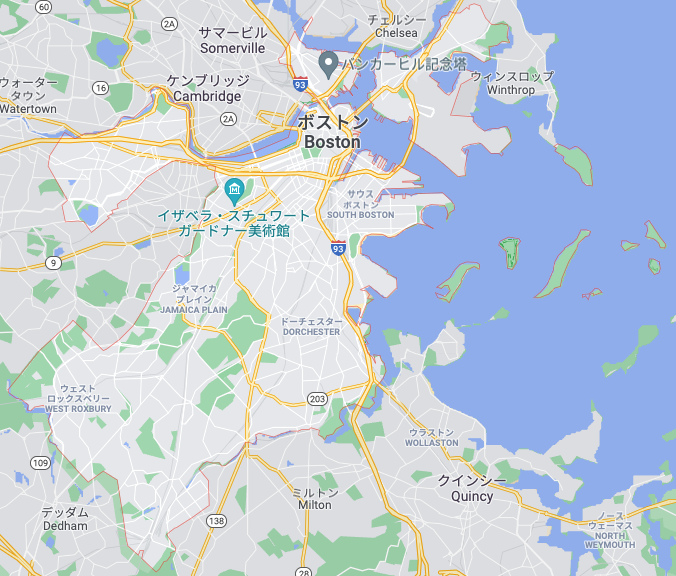 60
2A
サマービル
Somerville
チェルシー
Chelsea
バンカーヒル記念塔
ウォーター
タウン
Watertown
16
ケンブリッジ
Cambridge
93
ウィンスロップ
Winthrop
2A
ボストン
Boston
イザベラ・スチュワート
ガードナー美術館
サウス
ボストン
SOUTH BOSTON
93
9
ジャマイカ
プレイン
JAMAICA PLAIN
ドーチェスター
DORCHESTER
ウェスト
ロックスベリー
WEST ROXBURY
203
ウラストン
WOLLASTON
109
クインシー
Quincy
ミルトン
Milton
デッダム
Dedham
138
ノース
ウェーマス
NORTH
WEYMOUTH
28